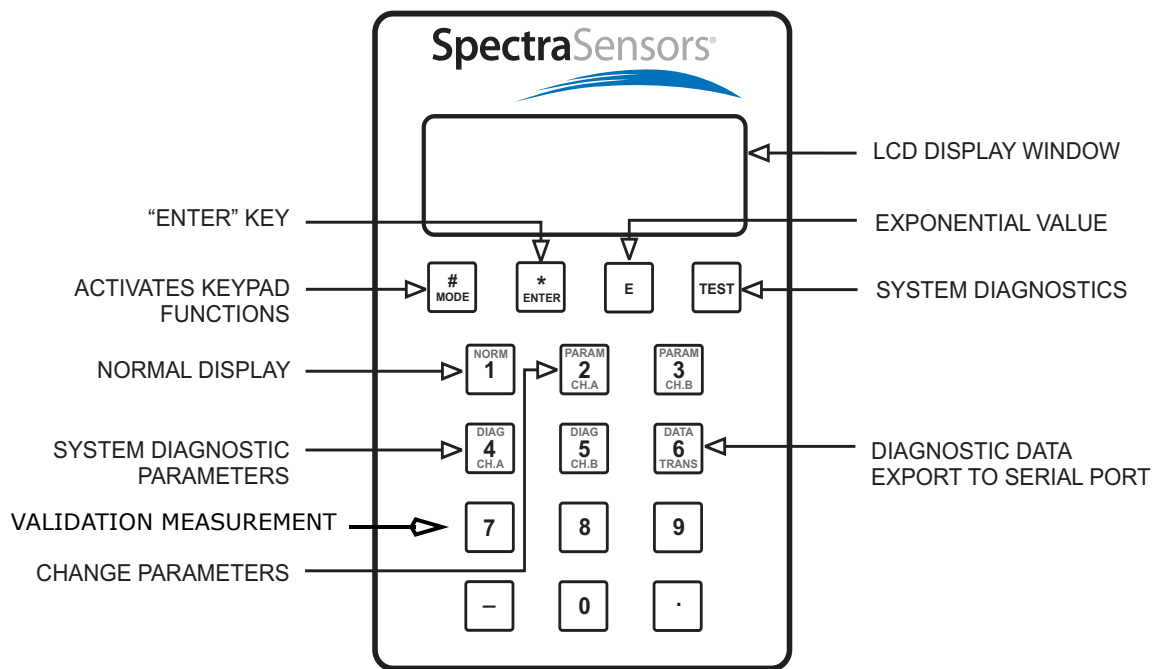 SpectraSensors®
LCD DISPLAY WINDOW
"ENTER" KEY
EXPONENTIAL VALUE
ACTIVATES KEYPAD
FUNCTIONS
#
MODE
*
ENTER
E
TEST
SYSTEM DIAGNOSTICS
NORMAL DISPLAY
NORM
1
PARAM
2
CH.A
PARAM
3
CH.B
SYSTEM DIAGNOSTIC
PARAMETERS
DIAG
4
CH.A
DIAG
5
CH.B
DATA
6
TRANS
DIAGNOSTIC DATA
EXPORT TO SERIAL PORT
VALIDATION MEASUREMENT
7
8
9
CHANGE PARAMETERS
–
0
.